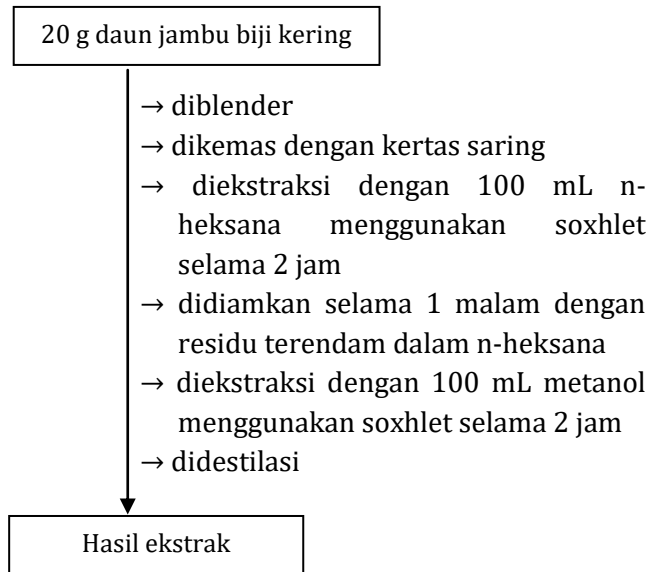 20 g daun jambu biji kering
→ diblender
→ dikemas dengan kertas saring
→ diekstraksi dengan 100 mL n-
heksana menggunakan soxhlet
selama 2 jam
→ didiamkan selama 1 malam dengan
residu terendam dalam n-heksana
→ diekstraksi dengan 100 mL metanol
menggunakan soxhlet selama 2 jam
→ didestilasi
Hasil ekstrak